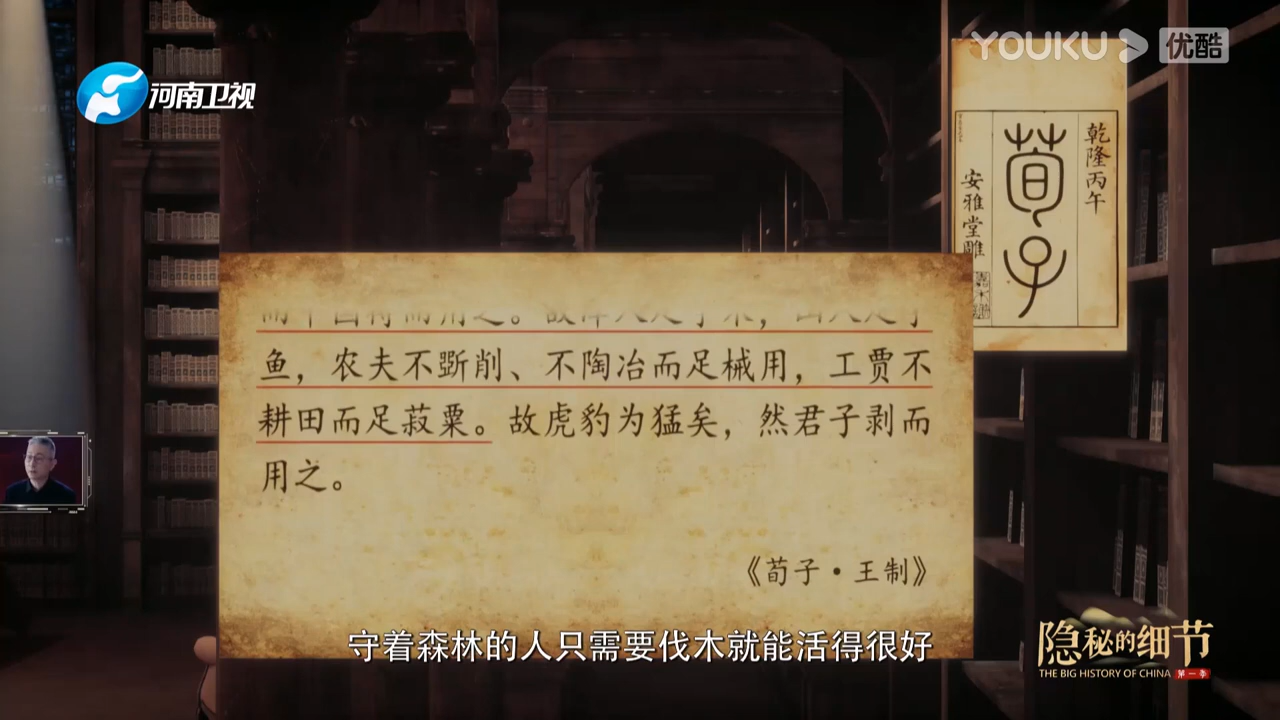 YOUKU 优酷
河南卫视
乾隆丙午
荀子
安雅堂雕
鱼，农夫不斲削、不陶冶而足械用，工贾不
耕田而足菽粟。故虎豹为猛矣，然君子剥而
用之。
《荀子·王制》
守着森林的人只需要伐木就能活得很好
隐秘的细节
THE BIG HISTORY OF CHINA 第一季